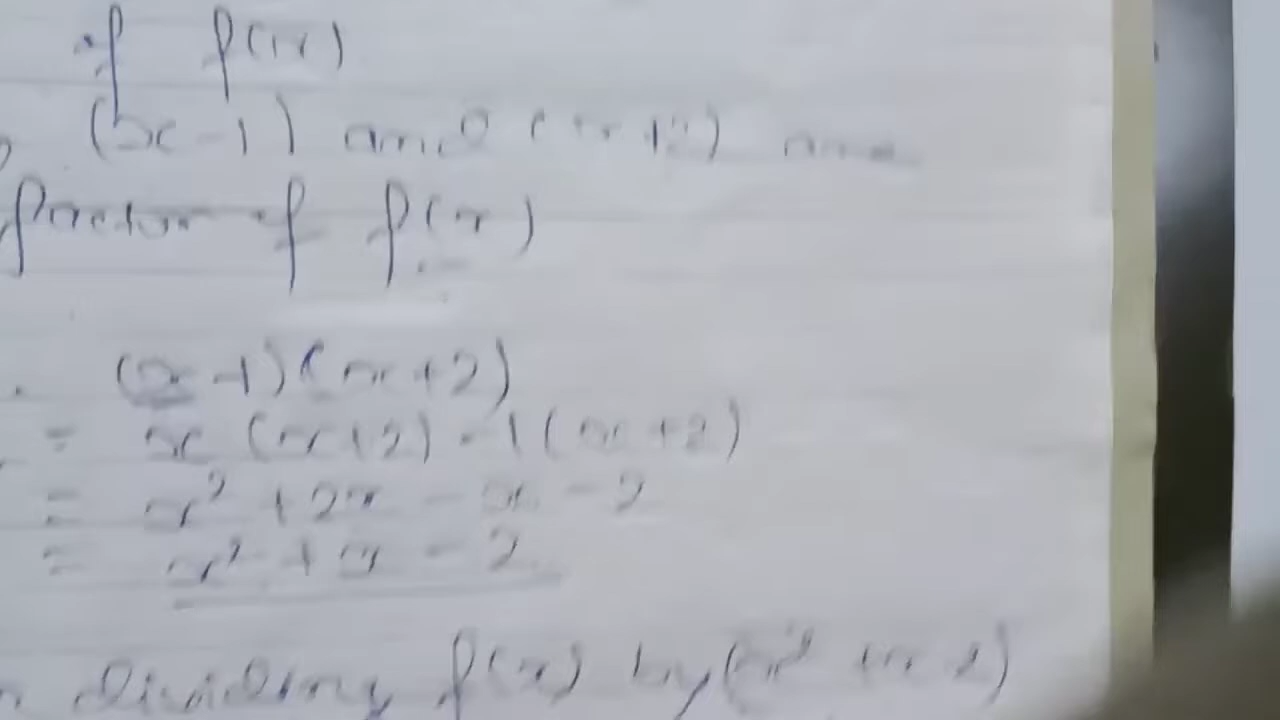 of f(x)
(x-1) and (x+2) are
factor of f(x)
(x-1)(x+2)
= x(x+2) -1(x+2)
= x² + 2x - x - 2
= x² + x - 2
dividing f(x) by (x² +x-2)